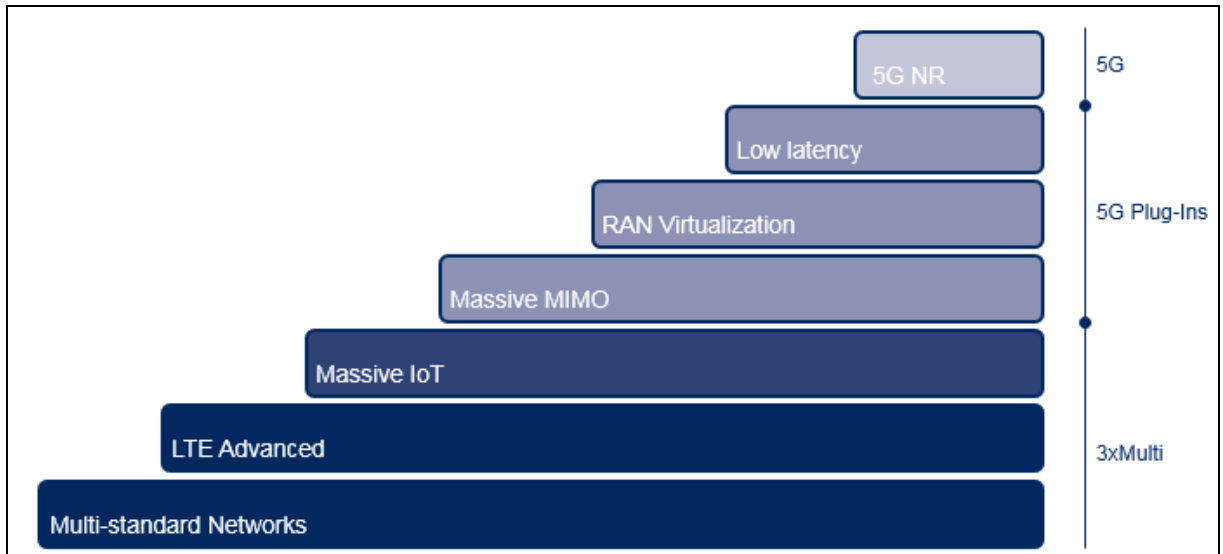 5G NR
5G
Low latency
RAN Virtualization
5G Plug-Ins
Massive MIMO
Massive IoT
LTE Advanced
3xMulti
Multi-standard Networks